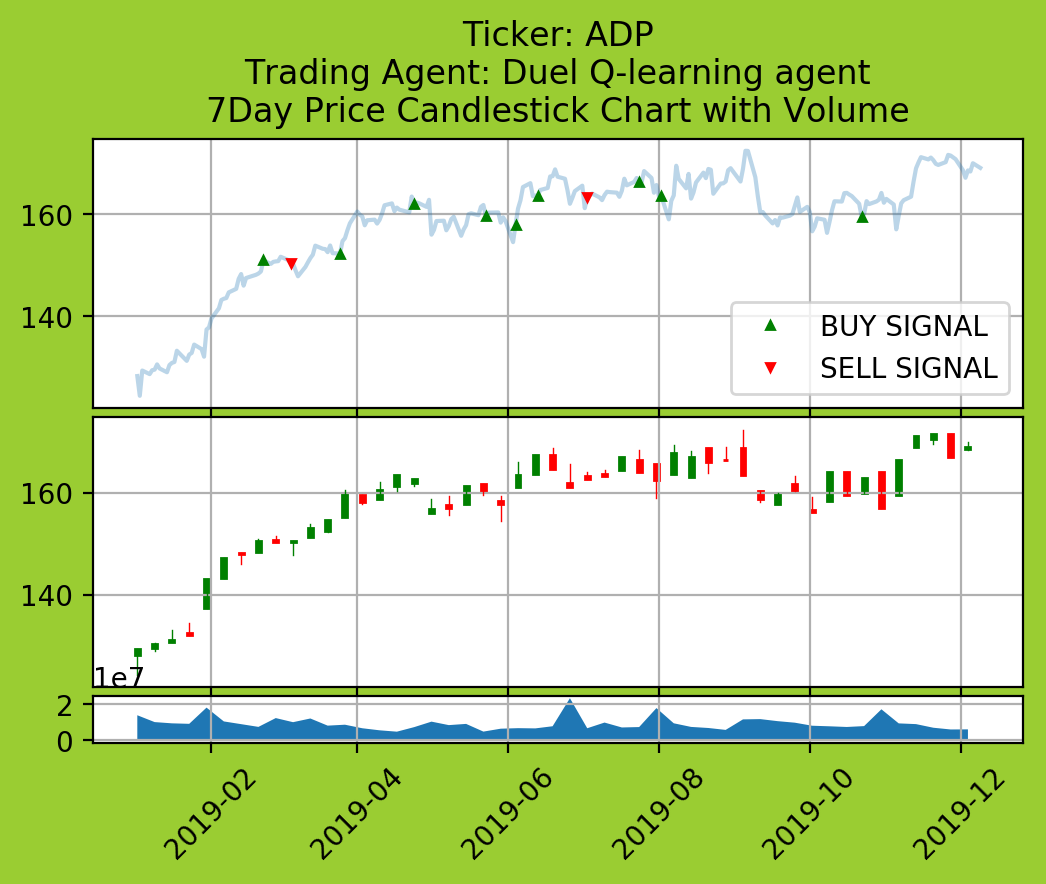 Ticker: ADP
Trading Agent: Duel Q-learning agent
7Day Price Candlestick Chart with Volume
160
140
BUY SIGNAL
SELL SIGNAL
160
140
1e7
2
0
2019-02
2019-04
2019-06
2019-08
2019-10
2019-12